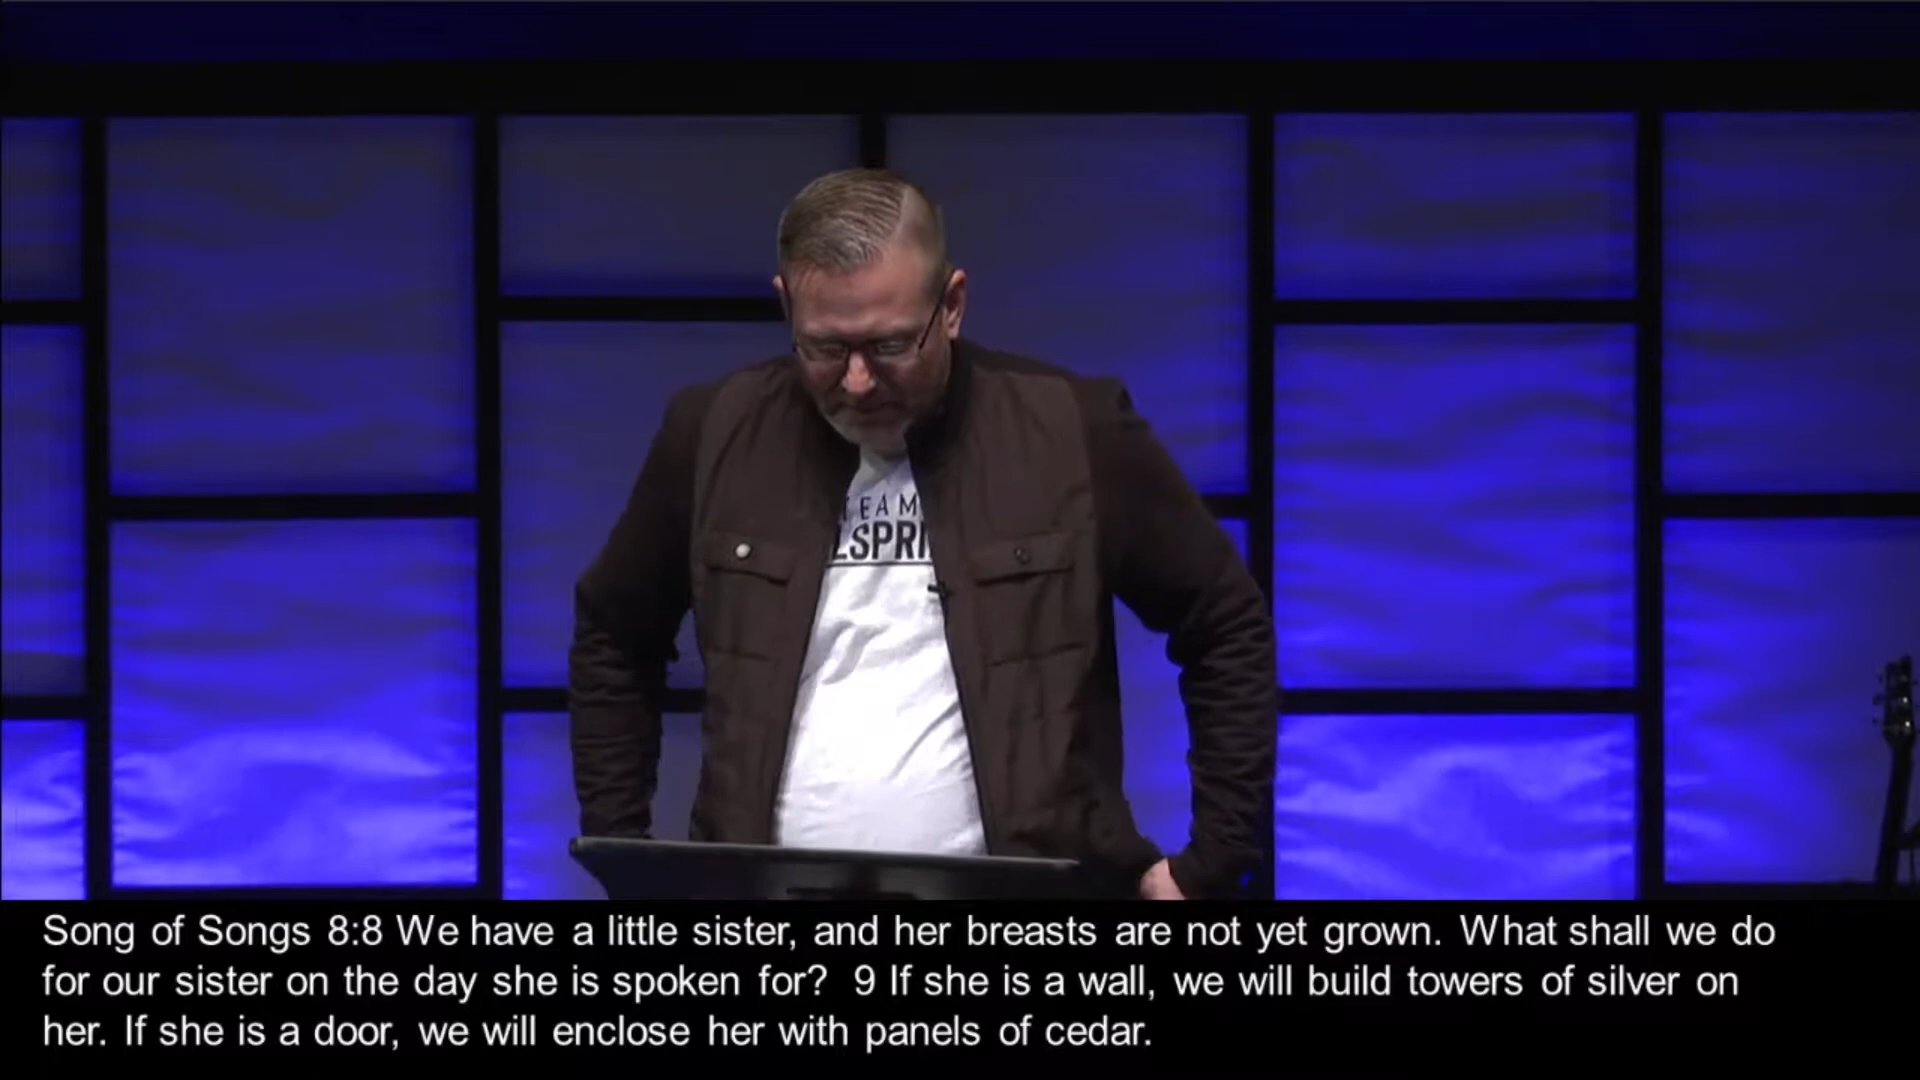 TEAM
LSPRI
Song of Songs 8:8 We have a little sister, and her breasts are not yet grown. What shall we do
for our sister on the day she is spoken for? 9 If she is a wall, we will build towers of silver on
her. If she is a door, we will enclose her with panels of cedar.